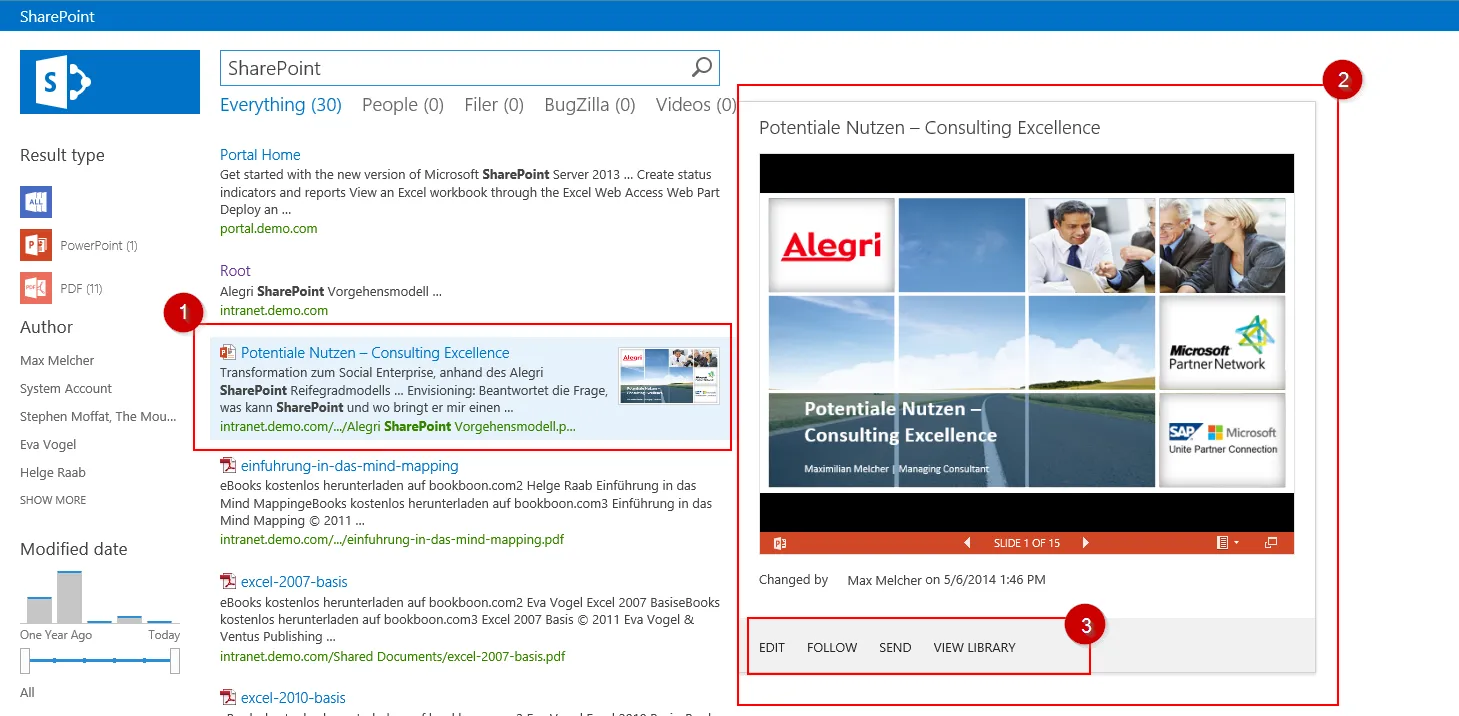 SharePoint
SharePoint
Everything (30) People (0) Filer (0) BugZilla (0) Videos (0)
Result type
ALL
PowerPoint (1)
PDF (11)
Author
Max Melcher
System Account
Stephen Moffat, The Mou...
Eva Vogel
Helge Raab
SHOW MORE
Modified date
One Year Ago Today
All
Portal Home
Get started with the new version of Microsoft SharePoint Server 2013 ... Create status
indicators and reports View an Excel workbook through the Excel Web Access Web Part
Deploy an ...
portal.demo.com
Root
Alegri SharePoint Vorgehensmodell ...
intranet.demo.com
1
Potentiale Nutzen – Consulting Excellence
Transformation zum Social Enterprise, anhand des Alegri
SharePoint Reifegradmodells ... Envisioning: Beantwortet die Frage,
was kann SharePoint und wo bringt er mir einen ...
intranet.demo.com/.../Alegri SharePoint Vorgehensmodell.p...
einfuhrung-in-das-mind-mapping
eBooks kostenlos herunterladen auf bookboon.com2 Helge Raab Einführung in das
Mind MappingeBooks kostenlos herunterladen auf bookboon.com3 Einführung in das
Mind Mapping © 2011 ...
intranet.demo.com/.../einfuhrung-in-das-mind-mapping.pdf
excel-2007-basis
eBooks kostenlos herunterladen auf bookboon.com2 Eva Vogel Excel 2007 BasiseBooks
kostenlos herunterladen auf bookboon.com3 Excel 2007 Basis © 2011 Eva Vogel &
Ventus Publishing ...
intranet.demo.com/Shared Documents/excel-2007-basis.pdf
excel-2010-basis
2
Potentiale Nutzen – Consulting Excellence
Alegri
Microsoft
Partner Network
Potentiale Nutzen –
Consulting Excellence
Maximilian Melcher | Managing Consultant
SAP Microsoft
Unite Partner Connection
SLIDE 1 OF 15
Changed by Max Melcher on 5/6/2014 1:46 PM
3
EDIT FOLLOW SEND VIEW LIBRARY